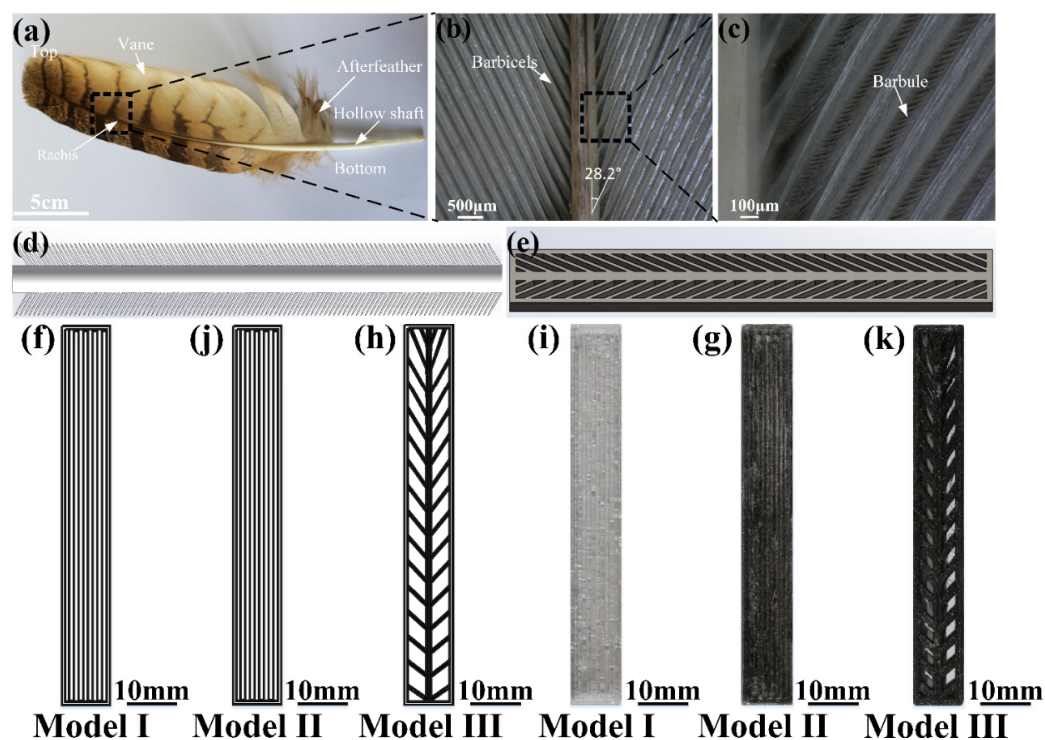 (a)
Top
Vane
Afterfeather
Hollow shaft
Rachis
Bottom
5cm
(b)
Barbicels
28.2°
500μm
(c)
Barbule
100μm
(d)
(e)
(f)
(j)
(h)
(i)
(g)
(k)
10mm
10mm
10mm
10mm
10mm
10mm
Model I
Model II
Model III
Model I
Model II
Model III